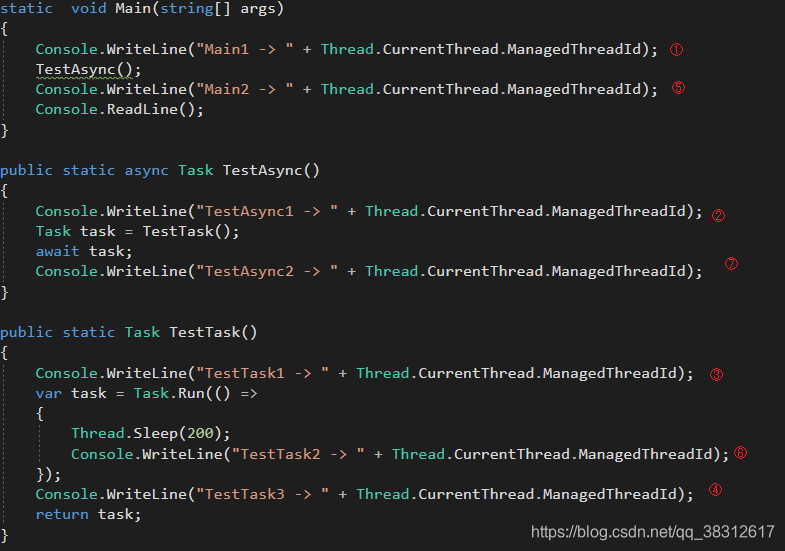 static  void Main(string[] args)
{
    Console.WriteLine("Main1 -> " + Thread.CurrentThread.ManagedThreadId); ①
    TestAsync();
    Console.WriteLine("Main2 -> " + Thread.CurrentThread.ManagedThreadId); ⑤
    Console.ReadLine();
}

public static async Task TestAsync()
{
    Console.WriteLine("TestAsync1 -> " + Thread.CurrentThread.ManagedThreadId); ②
    Task task = TestTask();
    await task;
    Console.WriteLine("TestAsync2 -> " + Thread.CurrentThread.ManagedThreadId); ⑦
}

public static Task TestTask()
{
    Console.WriteLine("TestTask1 -> " + Thread.CurrentThread.ManagedThreadId); ③
    var task = Task.Run(() =>
    {
        Thread.Sleep(200);
        Console.WriteLine("TestTask2 -> " + Thread.CurrentThread.ManagedThreadId); ⑥
    });
    Console.WriteLine("TestTask3 -> " + Thread.CurrentThread.ManagedThreadId); ④
    return task;
}
https://blog.csdn.net/qq_38312617